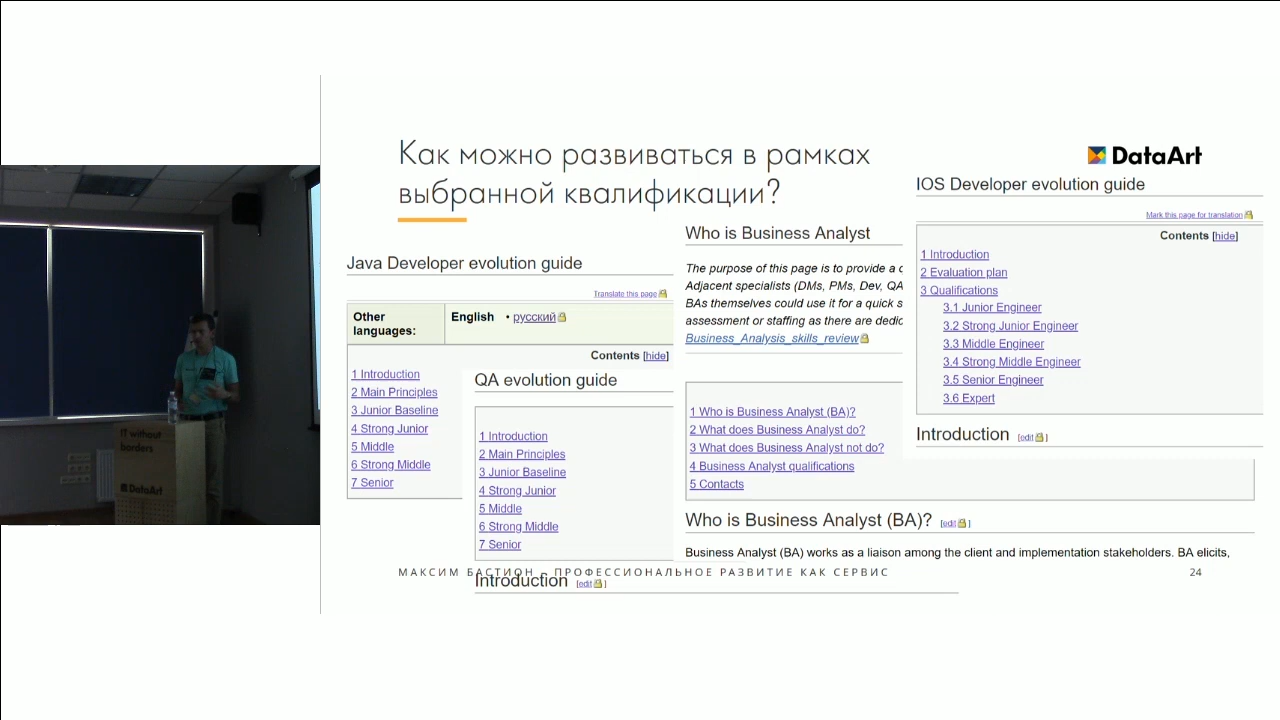 Как можно развиваться в рамках
выбранной квалификации?
DataArt
Java Developer evolution guide
Translate this page
Other languages:
English • русский
Contents [hide]
1 Introduction
2 Main Principles
3 Junior Baseline
4 Strong Junior
5 Middle
6 Strong Middle
7 Senior
QA evolution guide
1 Introduction
2 Main Principles
3 Junior Baseline
4 Strong Junior
5 Middle
6 Strong Middle
7 Senior
Introduction [edit]
Who is Business Analyst
The purpose of this page is to provide a c
Adjacent specialists (DMs, PMs, Dev, QA
BAs themselves could use it for a quick s
assessment or staffing as there are dedic
Business_Analysis_skills_review
1 Who is Business Analyst (BA)?
2 What does Business Analyst do?
3 What does Business Analyst not do?
4 Business Analyst qualifications
5 Contacts
Who is Business Analyst (BA)? [edit]
Business Analyst (BA) works as a liaison among the client and implementation stakeholders. BA elicits,
IOS Developer evolution guide
Mark this page for translation
Contents [hide]
1 Introduction
2 Evaluation plan
3 Qualifications
3.1 Junior Engineer
3.2 Strong Junior Engineer
3.3 Middle Engineer
3.4 Strong Middle Engineer
3.5 Senior Engineer
3.6 Expert
Introduction [edit]
МАКСИМ БАСТИОН ПРОФЕССИОНАЛЬНОЕ РАЗВИТИЕ КАК СЕРВИС
24
IT without
borders
DataArt